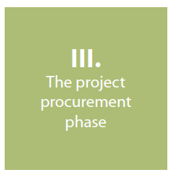 III.
The project
procurement
phase